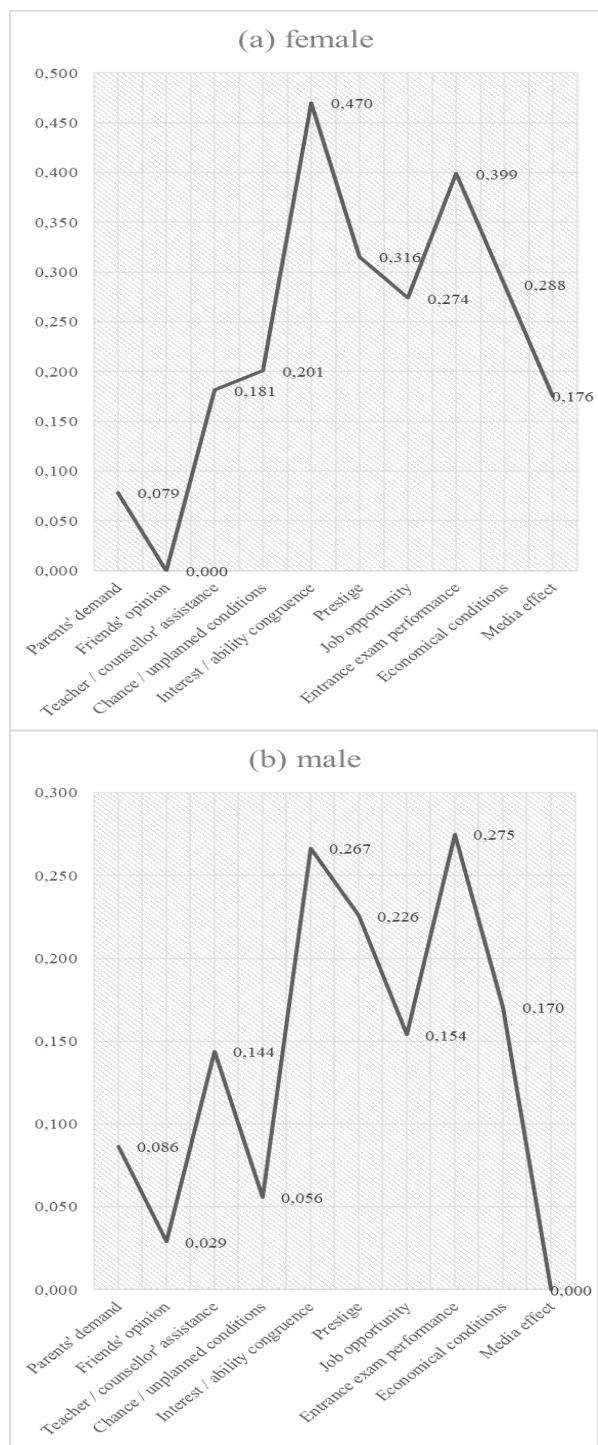 (a) female
0,500
0,450
0,400
0,350
0,300
0,250
0,200
0,150
0,100
0,050
0,000
0,079
0,000
0,181
0,201
0,470
0,316
0,274
0,399
0,288
0,176
Parents' demand
Friends' opinion
Teacher / counsellor' assistance
Chance / unplanned conditions
Interest / ability congruence
Prestige
Job opportunity
Entrance exam performance
Economical conditions
Media effect
(b) male
0,300
0,250
0,200
0,150
0,100
0,050
0,000
0,086
0,029
0,144
0,056
0,267
0,226
0,154
0,275
0,170
0,000
Parents' demand
Friends' opinion
Teacher / counsellor' assistance
Chance / unplanned conditions
Interest / ability congruence
Prestige
Job opportunity
Entrance exam performance
Economical conditions
Media effect